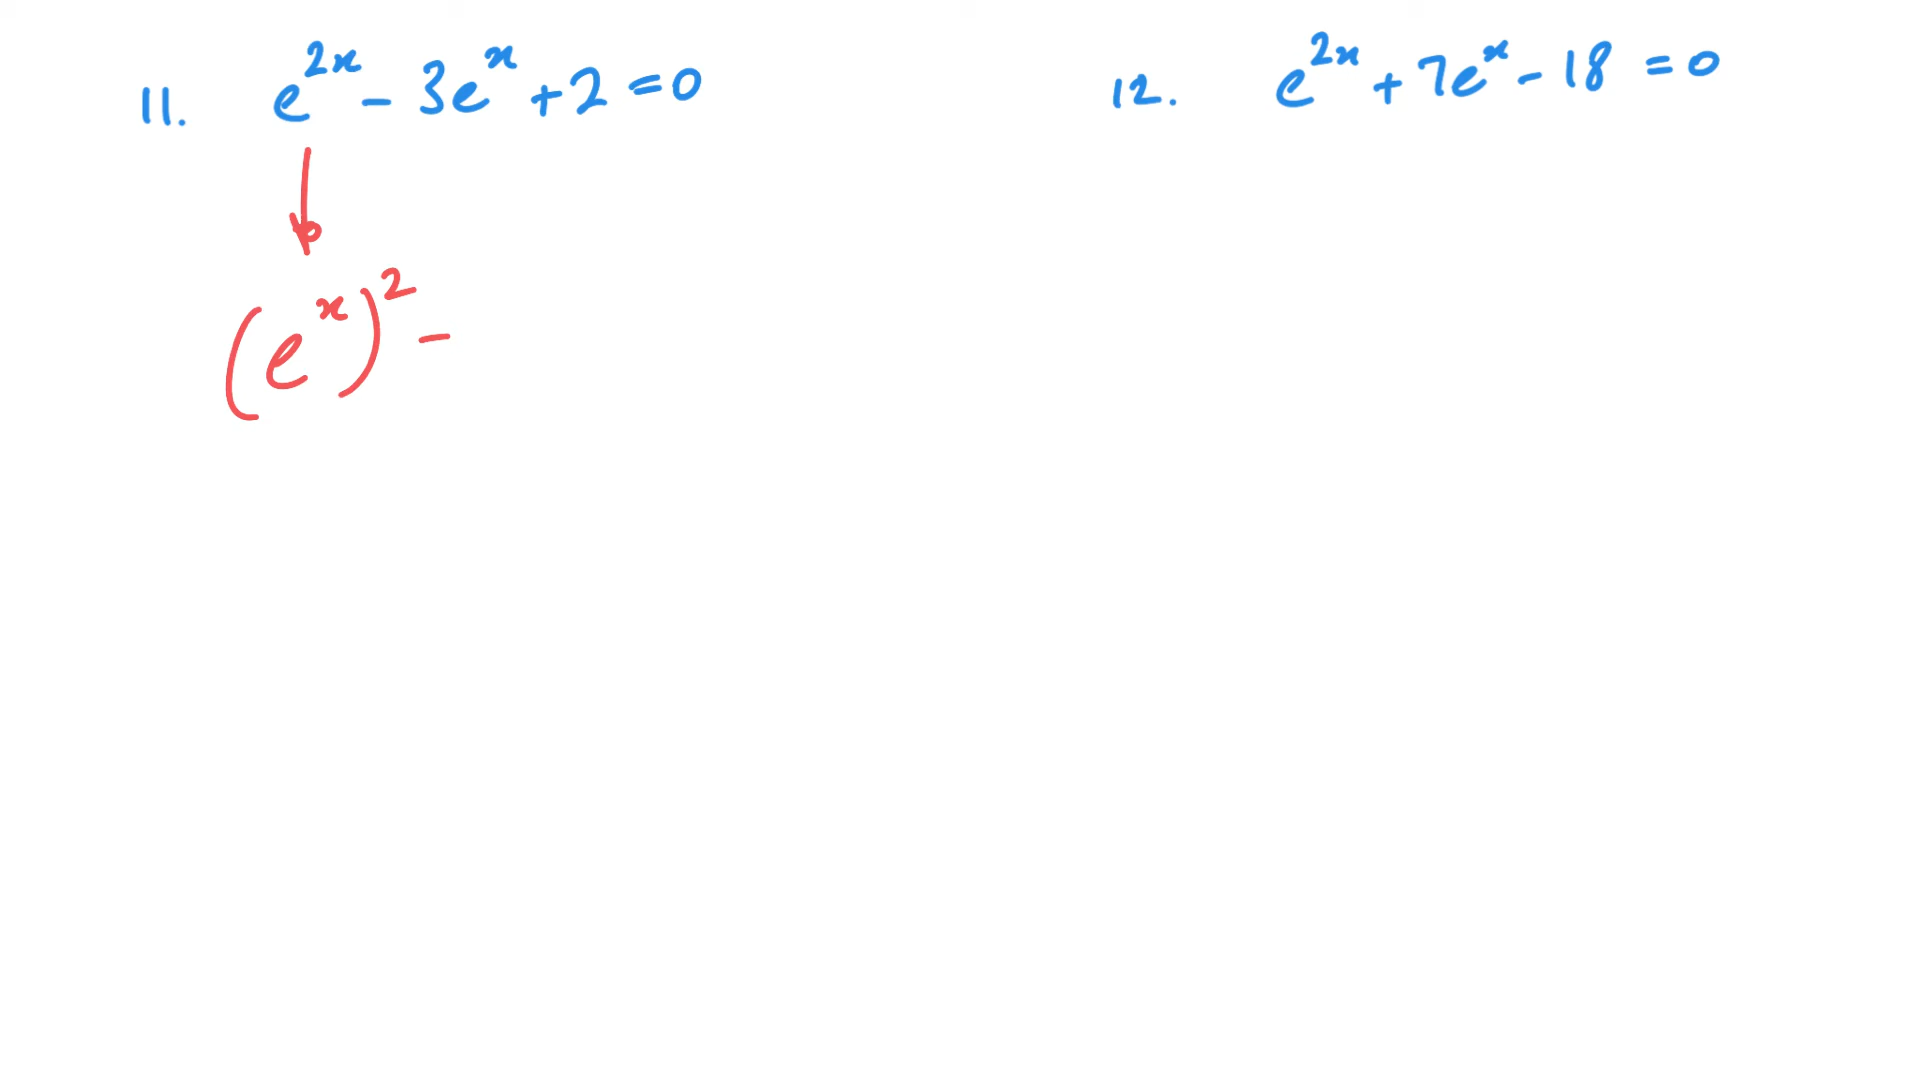 11. e^{2x} - 3e^x + 2 = 0
(e^x)^2 -
12. e^{2x} + 7e^x - 18 = 0